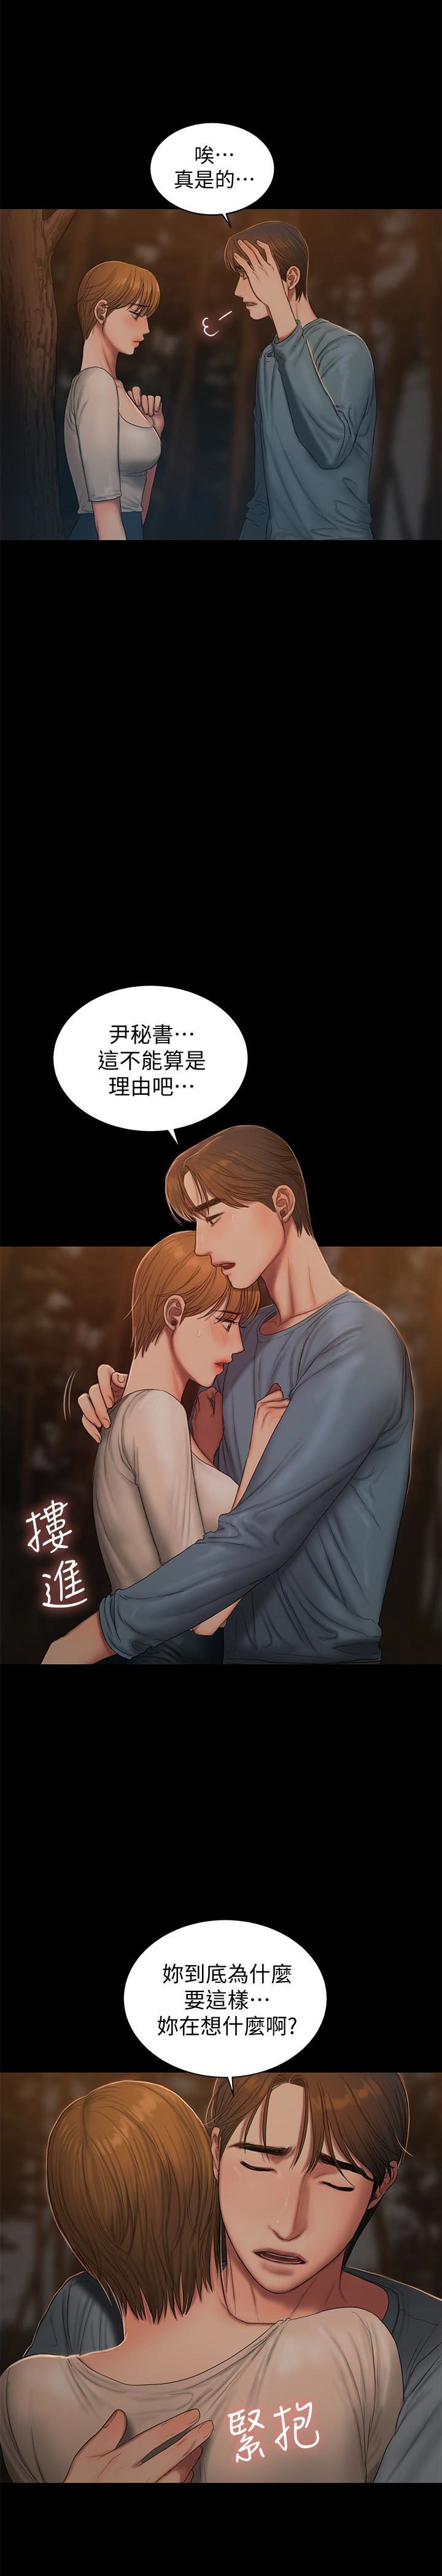 唉⋯
真是的⋯
尹秘書⋯
這不能算是
理由吧⋯
摟
進
妳到底為什麼
要這樣⋯
妳在想什麼啊?
緊抱